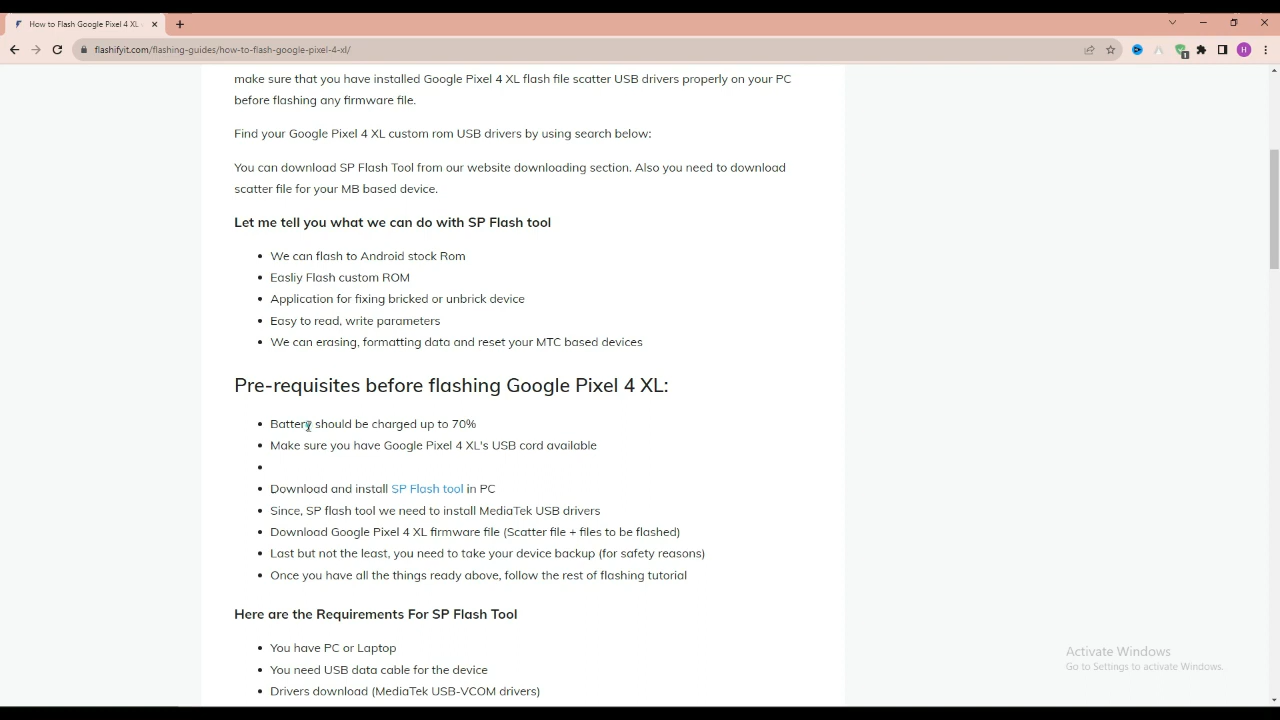 How to Flash Google Pixel 4 XL
flashifyit.com/flashing-guides/how-to-flash-google-pixel-4-xl/
H
1
make sure that you have installed Google Pixel 4 XL flash file scatter USB drivers properly on your PC
before flashing any firmware file.
Find your Google Pixel 4 XL custom rom USB drivers by using search below:
You can download SP Flash Tool from our website downloading section. Also you need to download
scatter file for your MB based device.
Let me tell you what we can do with SP Flash tool
We can flash to Android stock Rom
Easliy Flash custom ROM
Application for fixing bricked or unbrick device
Easy to read, write parameters
We can erasing, formatting data and reset your MTC based devices
Pre-requisites before flashing Google Pixel 4 XL:
Battery should be charged up to 70%
Make sure you have Google Pixel 4 XL's USB cord available
Download and install SP Flash tool in PC
Since, SP flash tool we need to install MediaTek USB drivers
Download Google Pixel 4 XL firmware file (Scatter file + files to be flashed)
Last but not the least, you need to take your device backup (for safety reasons)
Once you have all the things ready above, follow the rest of flashing tutorial
Here are the Requirements For SP Flash Tool
You have PC or Laptop
You need USB data cable for the device
Drivers download (MediaTek USB-VCOM drivers)
Activate Windows
Go to Settings to activate Windows.